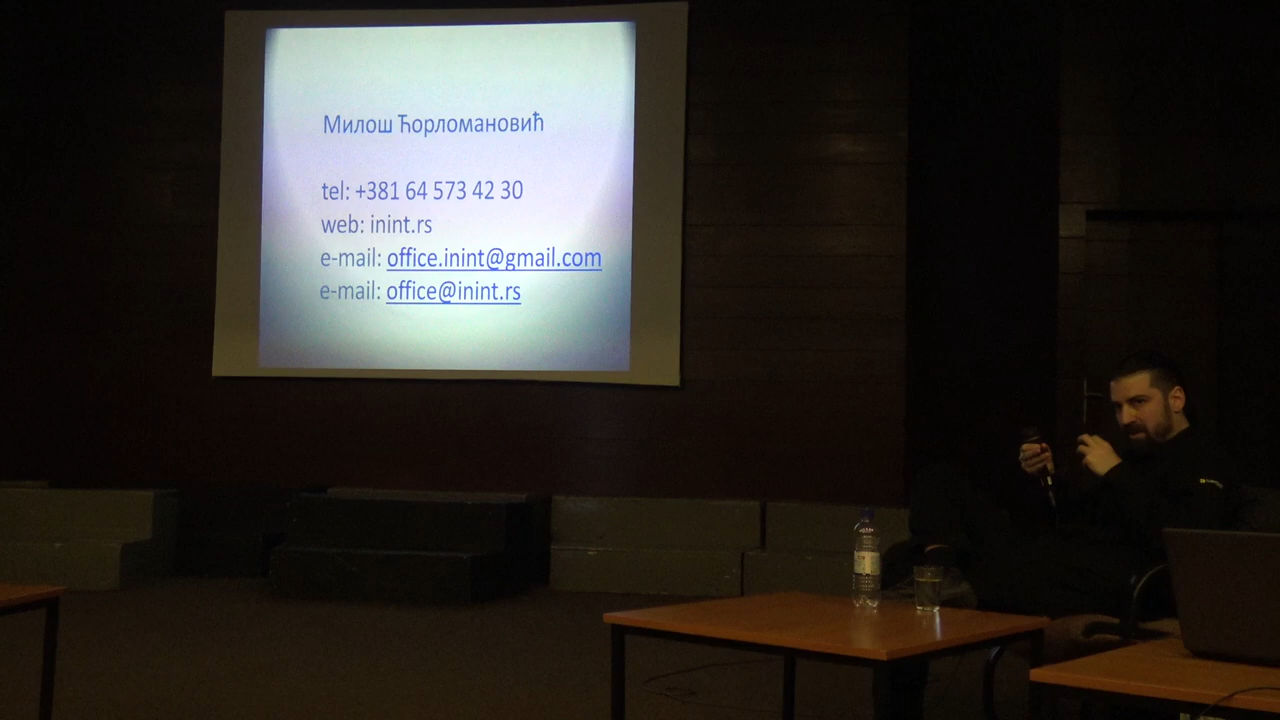 Милош Ћорломановић
tel: +381 64 573 42 30
web: inint.rs
e-mail: office.inint@gmail.com
e-mail: office@inint.rs